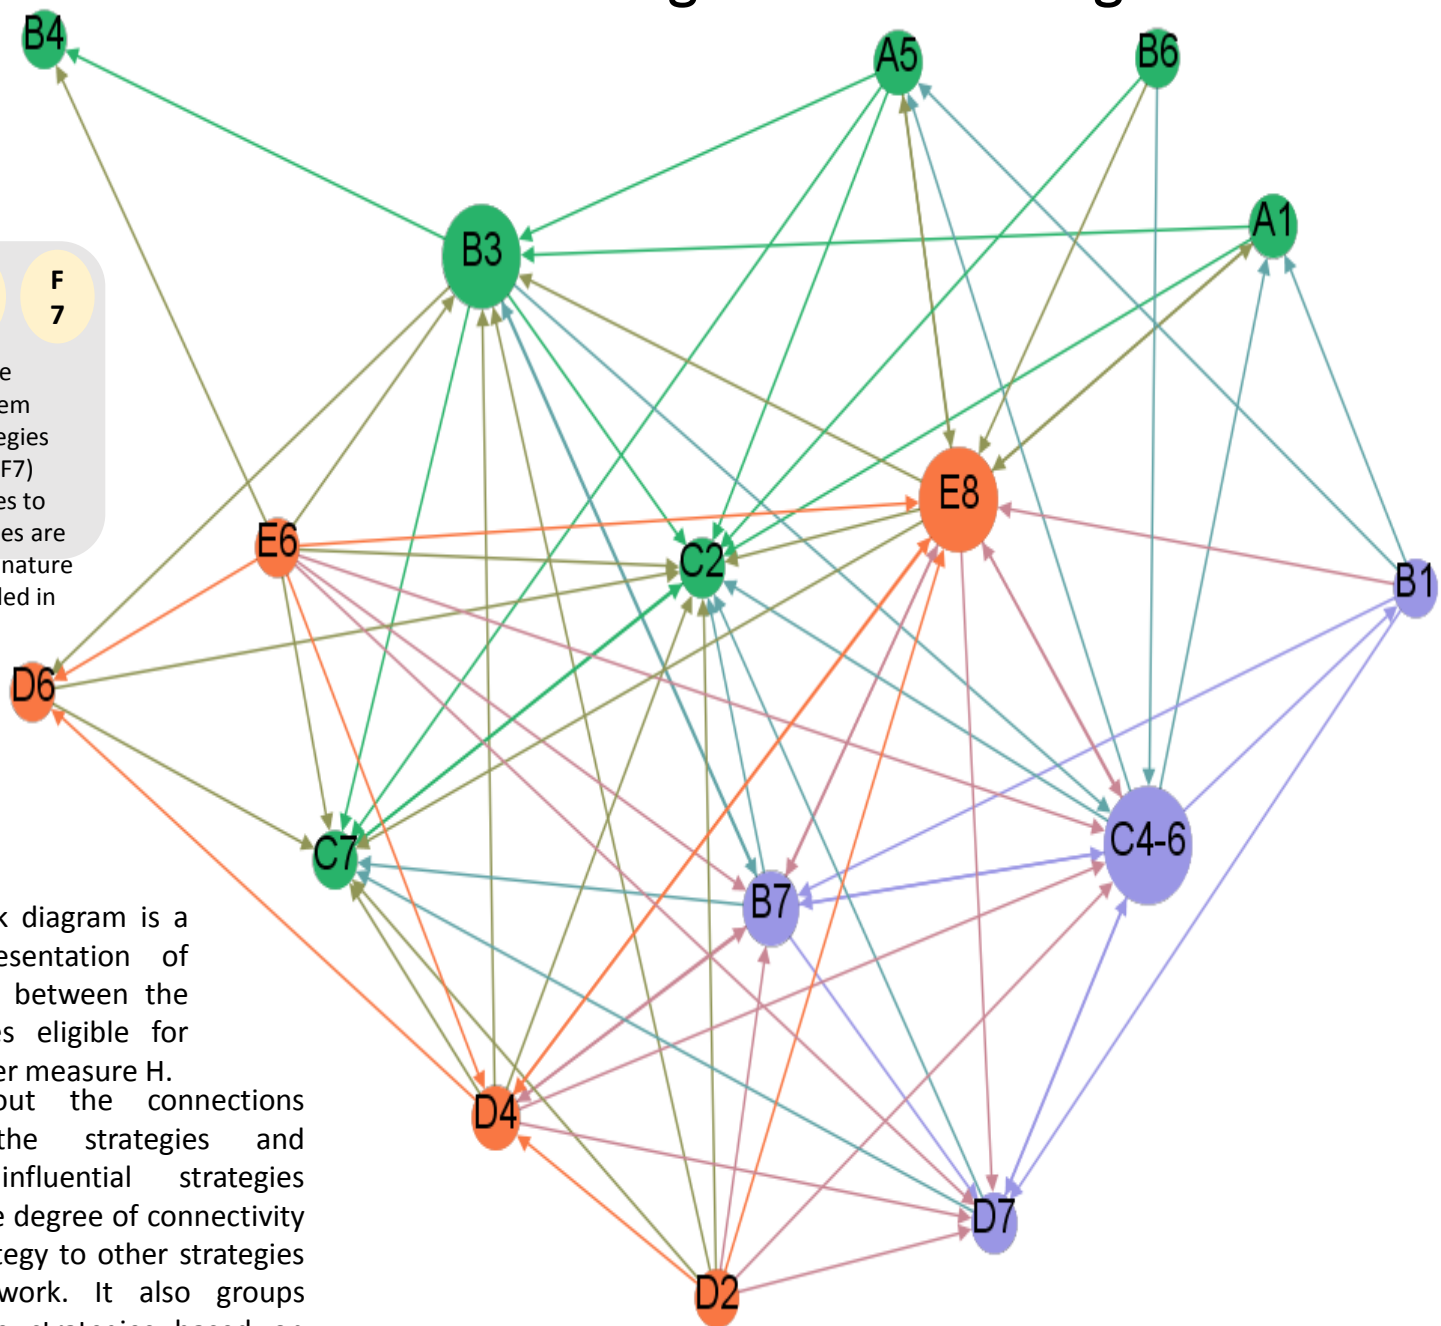 B4
A5
B6
A1
B3
F
7
em
egies
F7)
es to
es are
nature
led in
E8
E6
C2
B1
D6
C4-6
C7
B7
k diagram is a
esentation of
between the
es eligible for
er measure H.
out the connections
the strategies and
influential strategies
e degree of connectivity
tegy to other strategies
work. It also groups
D4
D7
D2